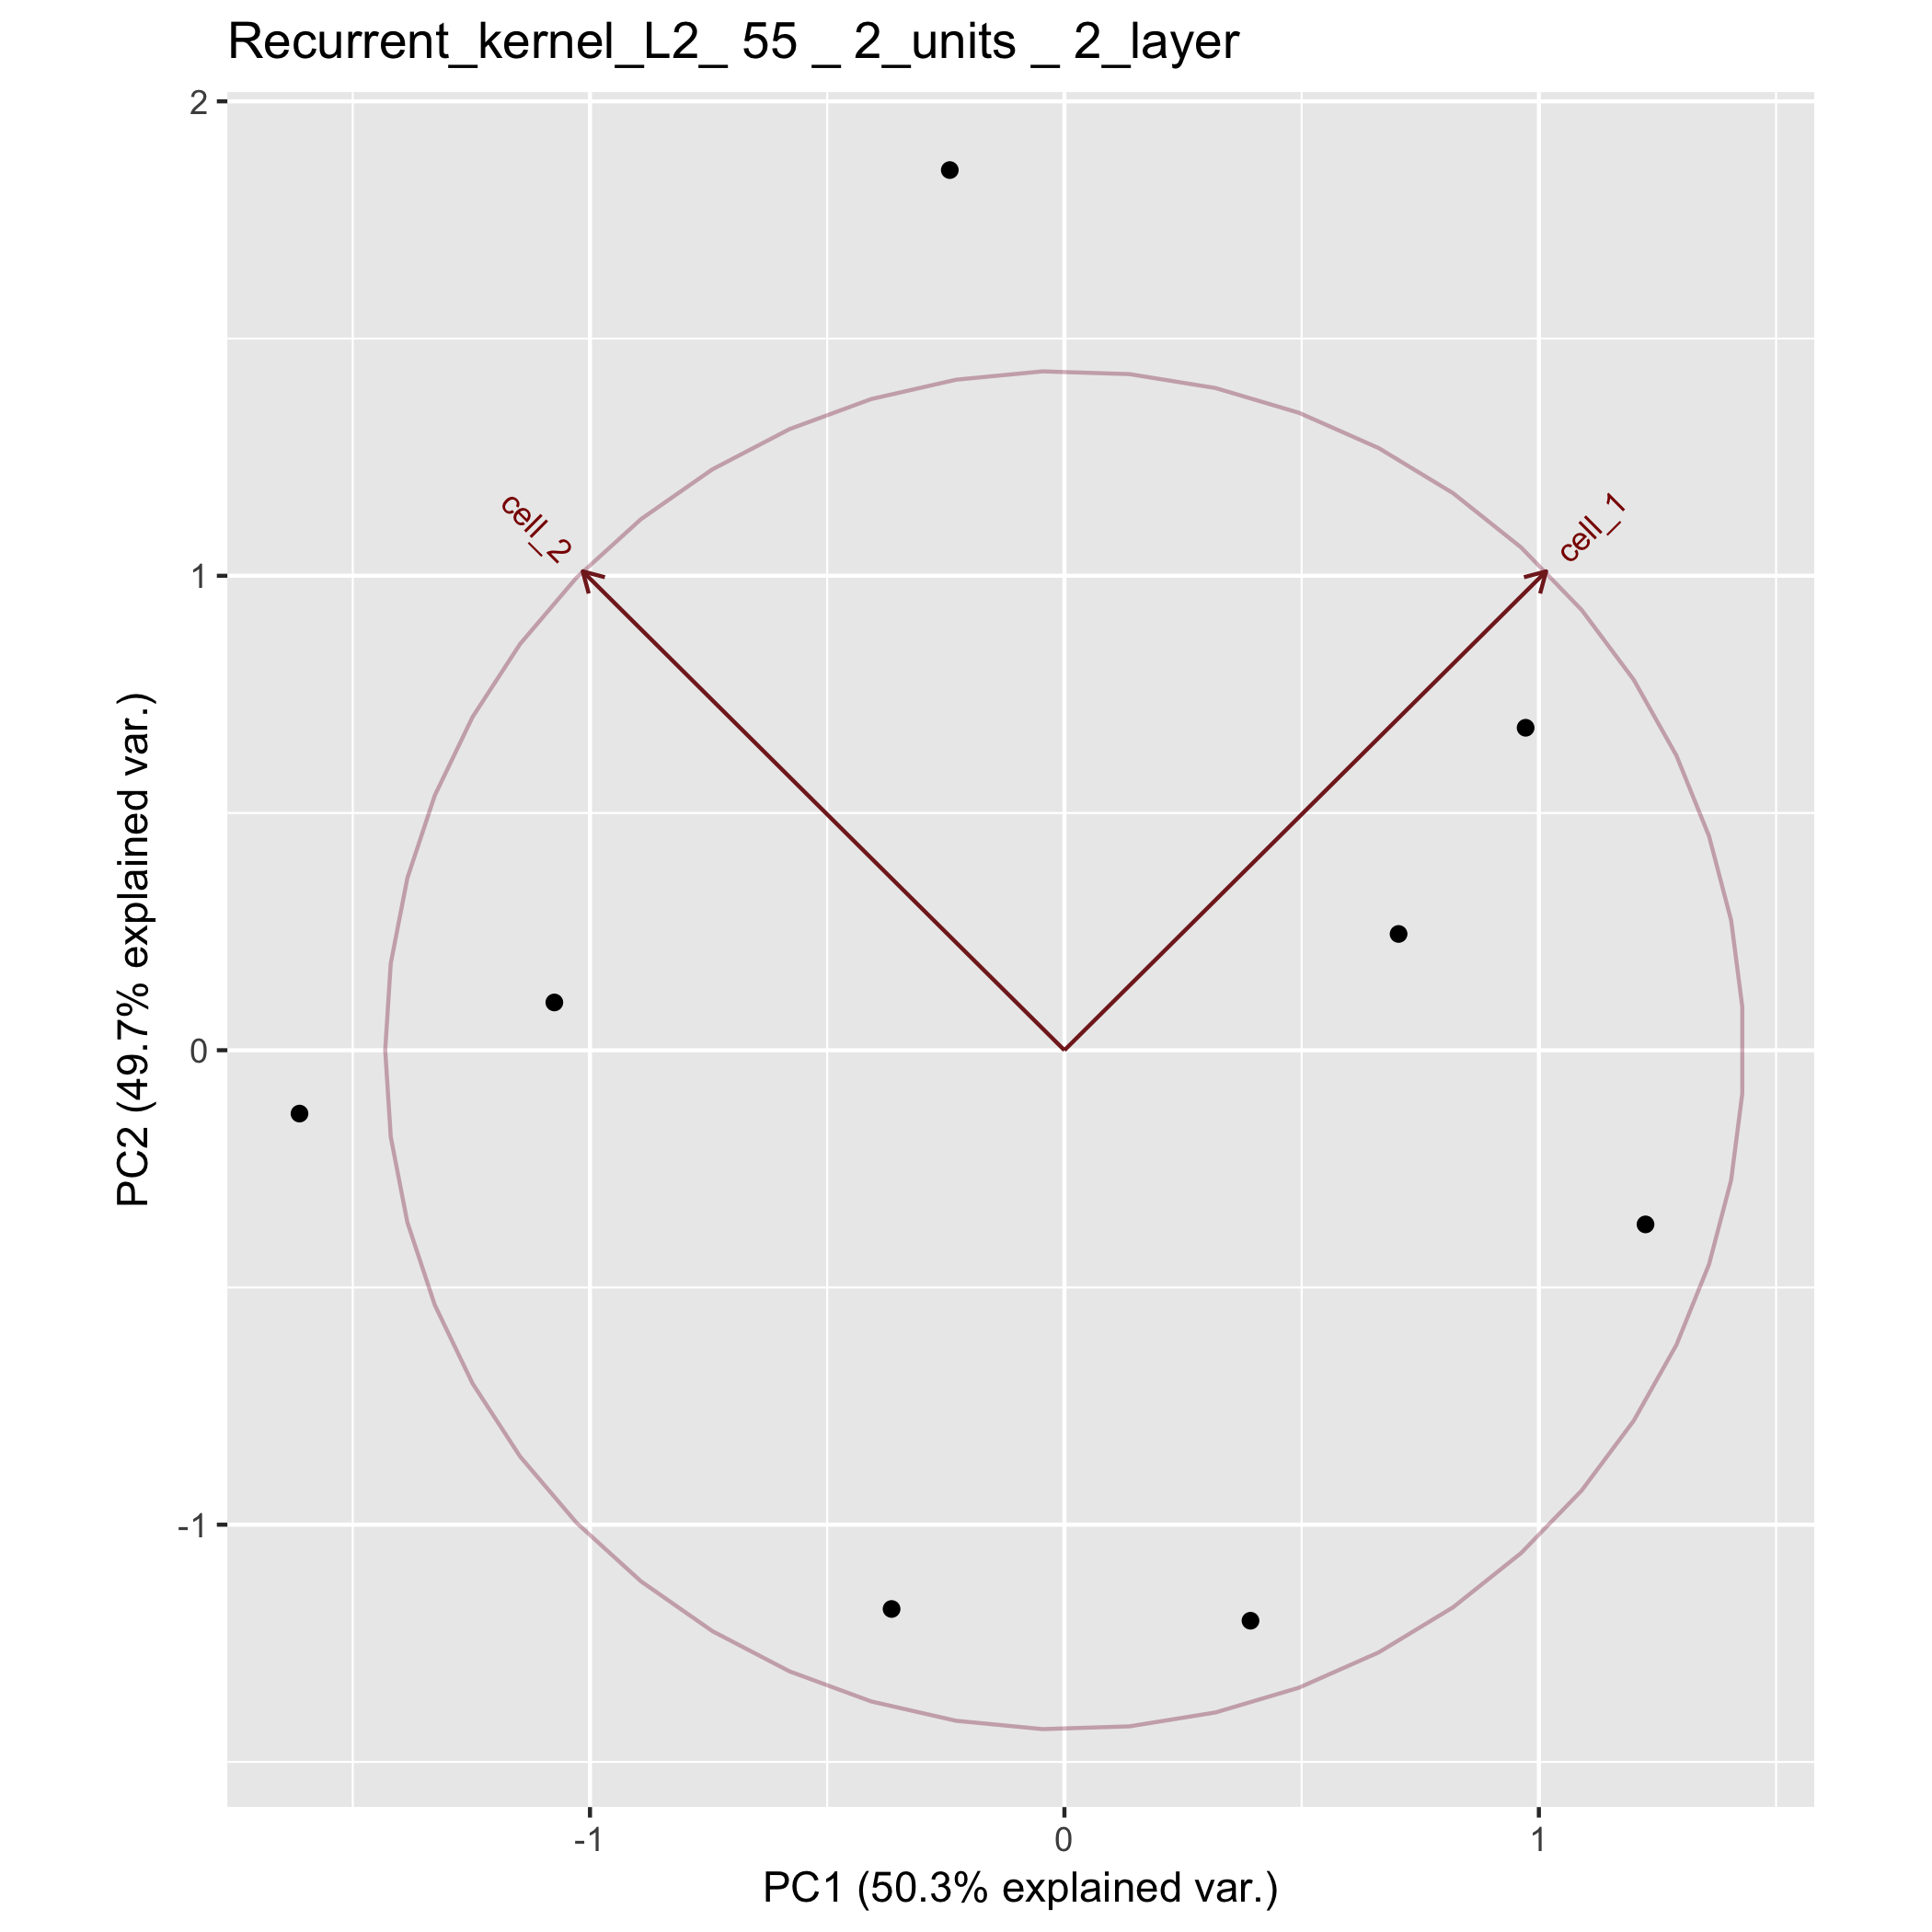 Recurrent_kernel_L2_ 55 _ 2_units _ 2_layer
2
1
0
-1
PC2 (49.7% explained var.)
cell_2
cell_1
-1
0
1
PC1 (50.3% explained var.)